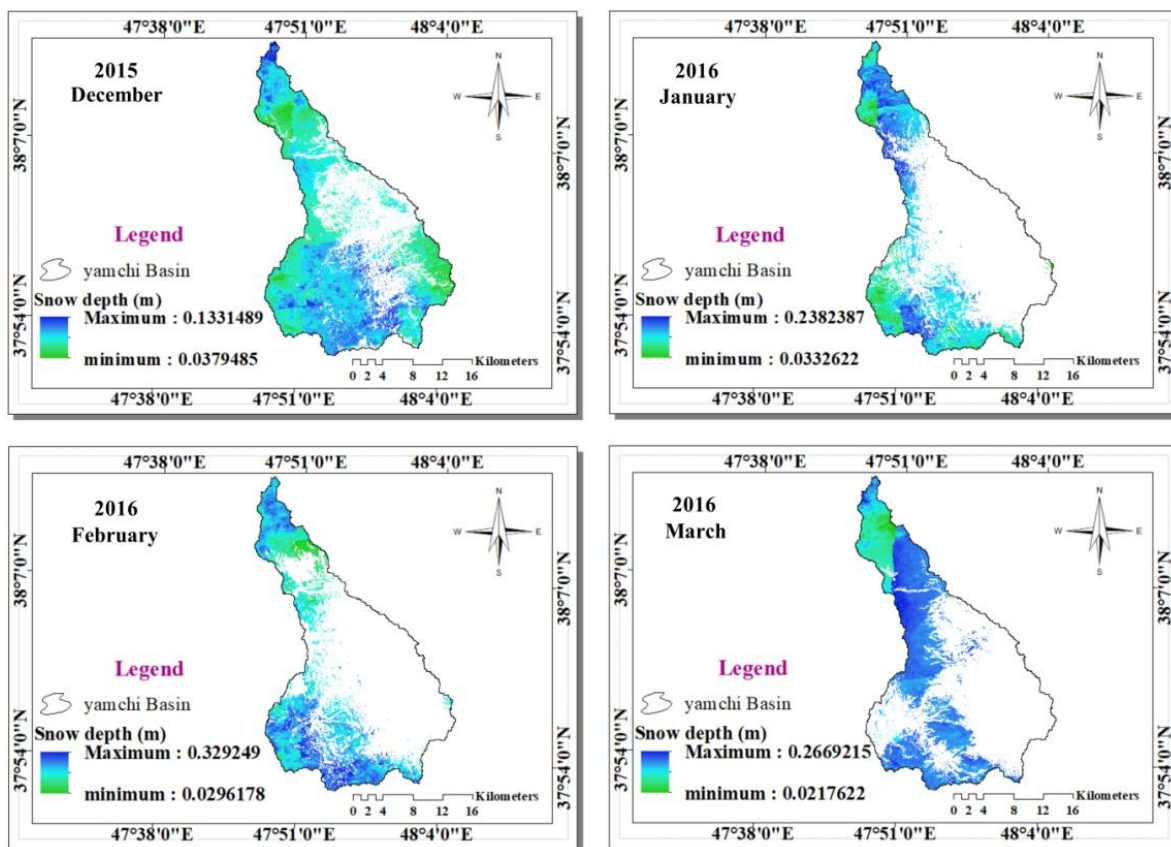 47°38'0"E 47°51'0"E 48°4'0"E
2015
December
N
W E
S
38°7'0"N
38°7'0"N
Legend
yamchi Basin
Snow depth (m)
Maximum : 0.1331489
minimum : 0.0379485
37°54'0"N
37°54'0"N
Kilometers
0 2 4 8 12 16
47°38'0"E 47°51'0"E 48°4'0"E
47°38'0"E 47°51'0"E 48°4'0"E
2016
January
N
W E
S
38°7'0"N
38°7'0"N
Legend
yamchi Basin
Snow depth (m)
Maximum : 0.2382387
minimum : 0.0332622
37°54'0"N
37°54'0"N
Kilometers
0 2 4 8 12 16
47°38'0"E 47°51'0"E 48°4'0"E
47°38'0"E 47°51'0"E 48°4'0"E
2016
February
N
W E
S
38°7'0"N
38°7'0"N
Legend
yamchi Basin
Snow depth (m)
Maximum : 0.329249
minimum : 0.0296178
37°54'0"N
37°54'0"N
Kilometers
0 2 4 8 12 16
47°38'0"E 47°51'0"E 48°4'0"E
47°38'0"E 47°51'0"E 48°4'0"E
2016
March
N
W E
S
38°7'0"N
38°7'0"N
Legend
yamchi Basin
Snow depth (m)
Maximum : 0.2669215
minimum : 0.0217622
37°54'0"N
37°54'0"N
Kilometers
0 2 4 8 12 16
47°38'0"E 47°51'0"E 48°4'0"E